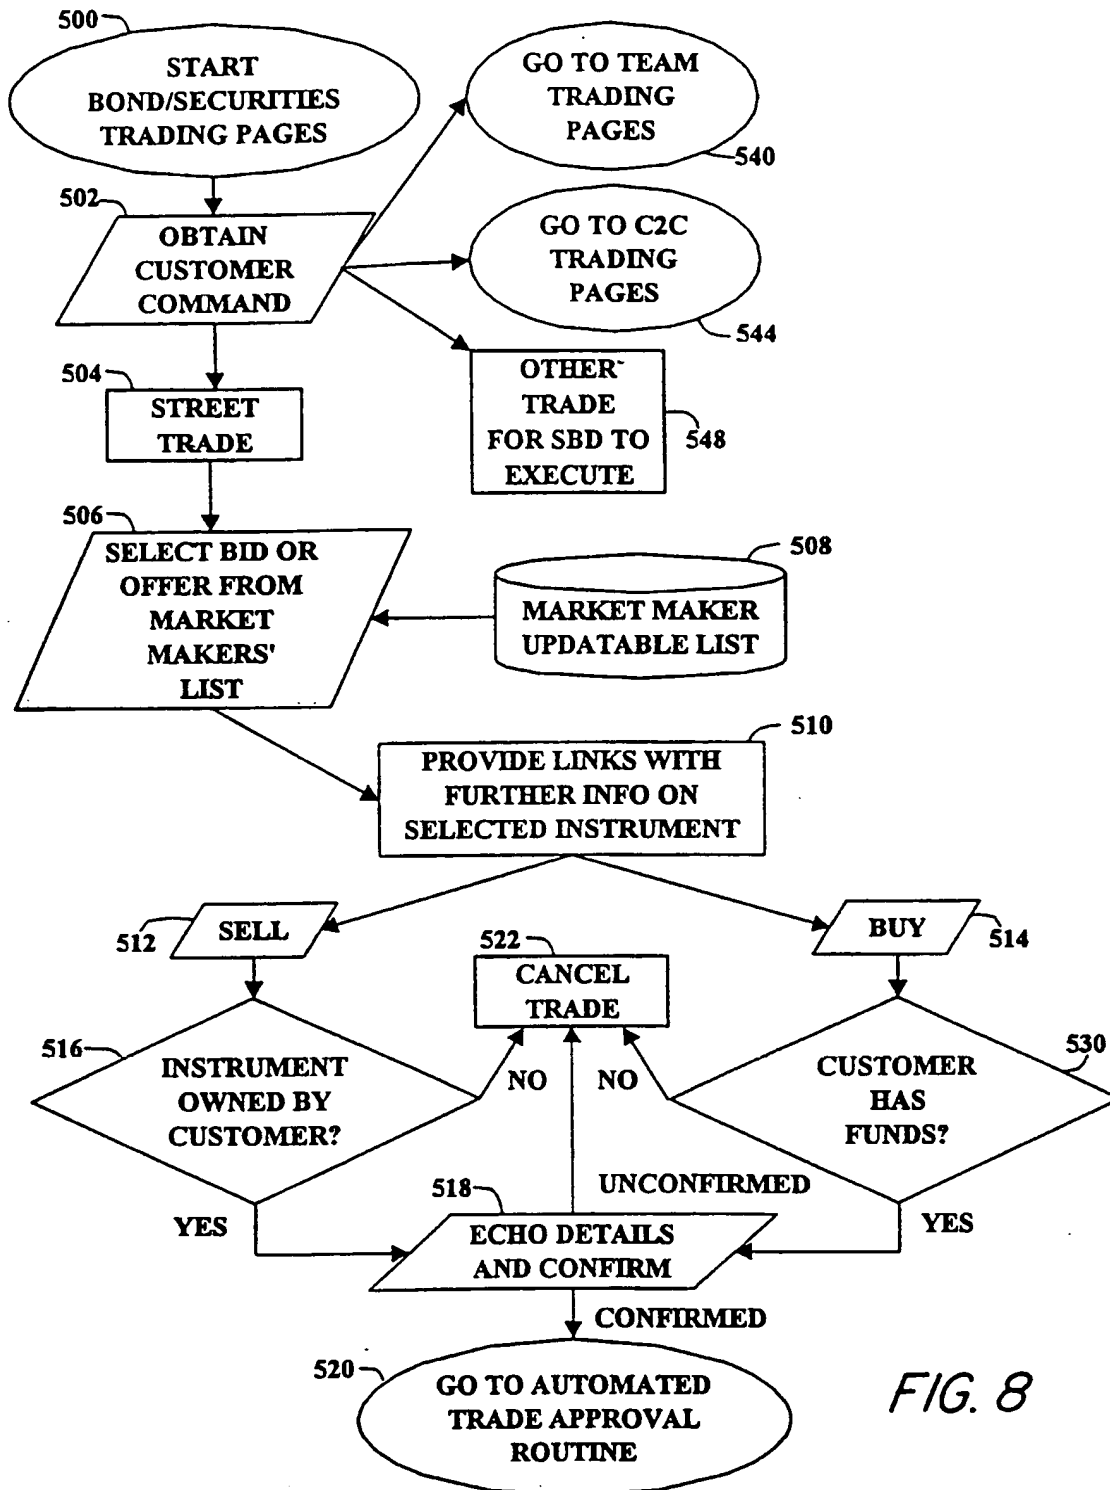 500
START
BOND/SECURITIES
TRADING PAGES
GO TO TEAM
TRADING
PAGES
540
502
OBTAIN
CUSTOMER
COMMAND
GO TO C2C
TRADING
PAGES
544
504
STREET
TRADE
OTHER
TRADE
FOR SBD TO
EXECUTE
548
506
SELECT BID OR
OFFER FROM
MARKET
MAKERS'
LIST
508
MARKET MAKER
UPDATABLE LIST
510
PROVIDE LINKS WITH
FURTHER INFO ON
SELECTED INSTRUMENT
512
SELL
BUY
514
522
CANCEL
TRADE
516
INSTRUMENT
OWNED BY
CUSTOMER?
NO
NO
530
CUSTOMER
HAS
FUNDS?
YES
518
UNCONFIRMED
YES
ECHO DETAILS
AND CONFIRM
CONFIRMED
520
GO TO AUTOMATED
TRADE APPROVAL
ROUTINE
FIG. 8